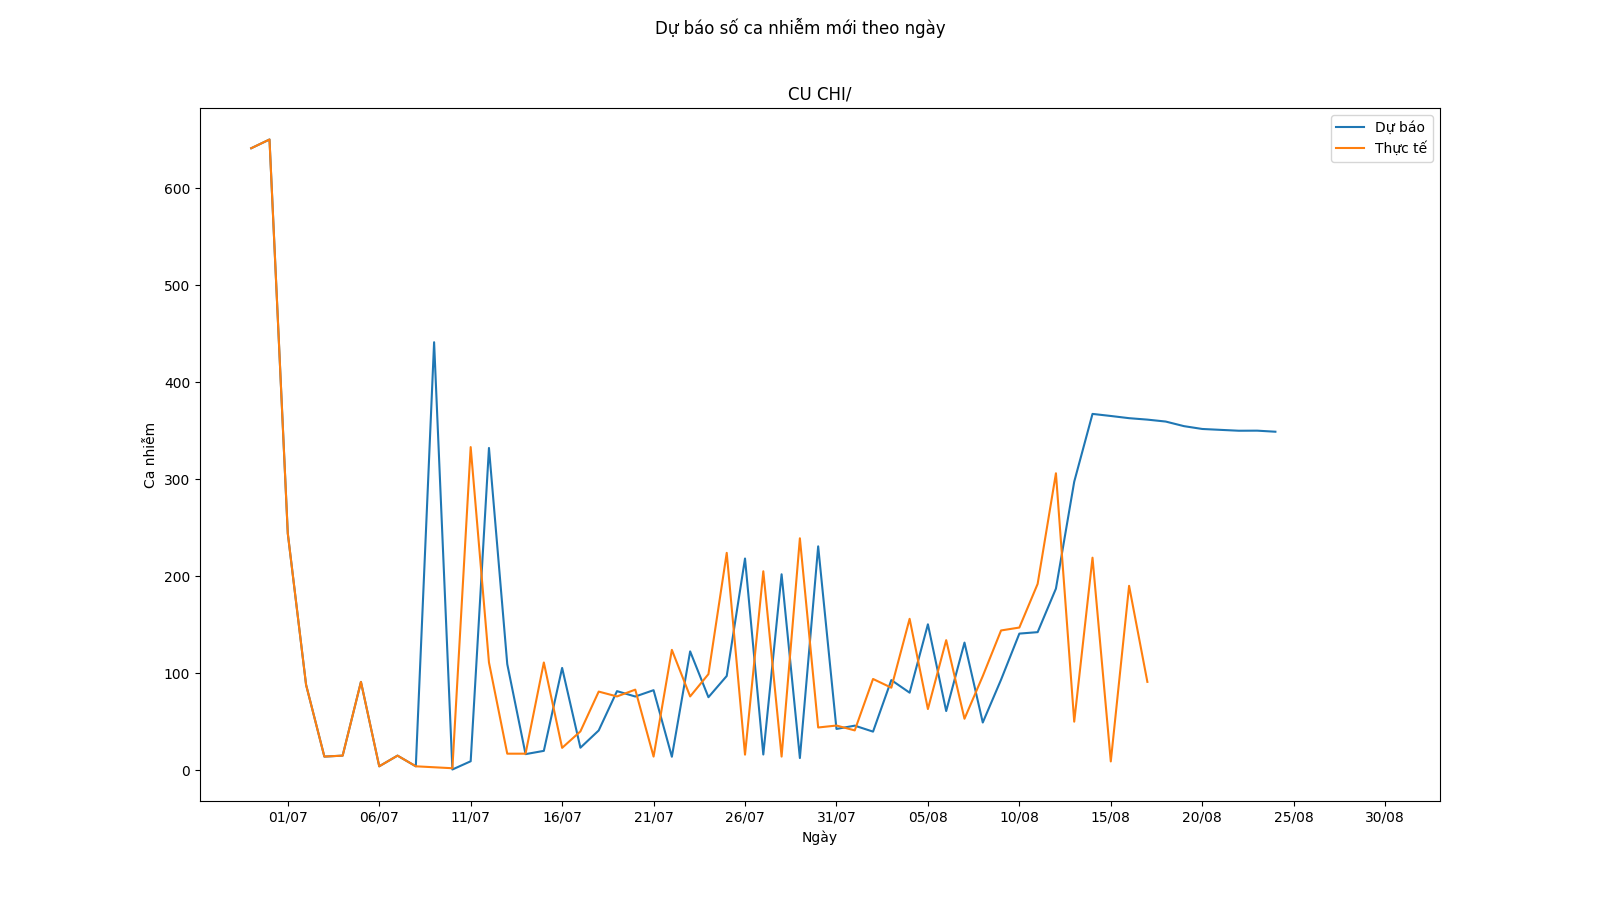 Dự báo số ca nhiễm mới theo ngày
CU CHI/
Dự báo
Thực tế
600
500
400
300
200
100
0
Ca nhiễm
01/07 06/07 11/07 16/07 21/07 26/07 31/07 05/08 10/08 15/08 20/08 25/08 30/08
Ngày